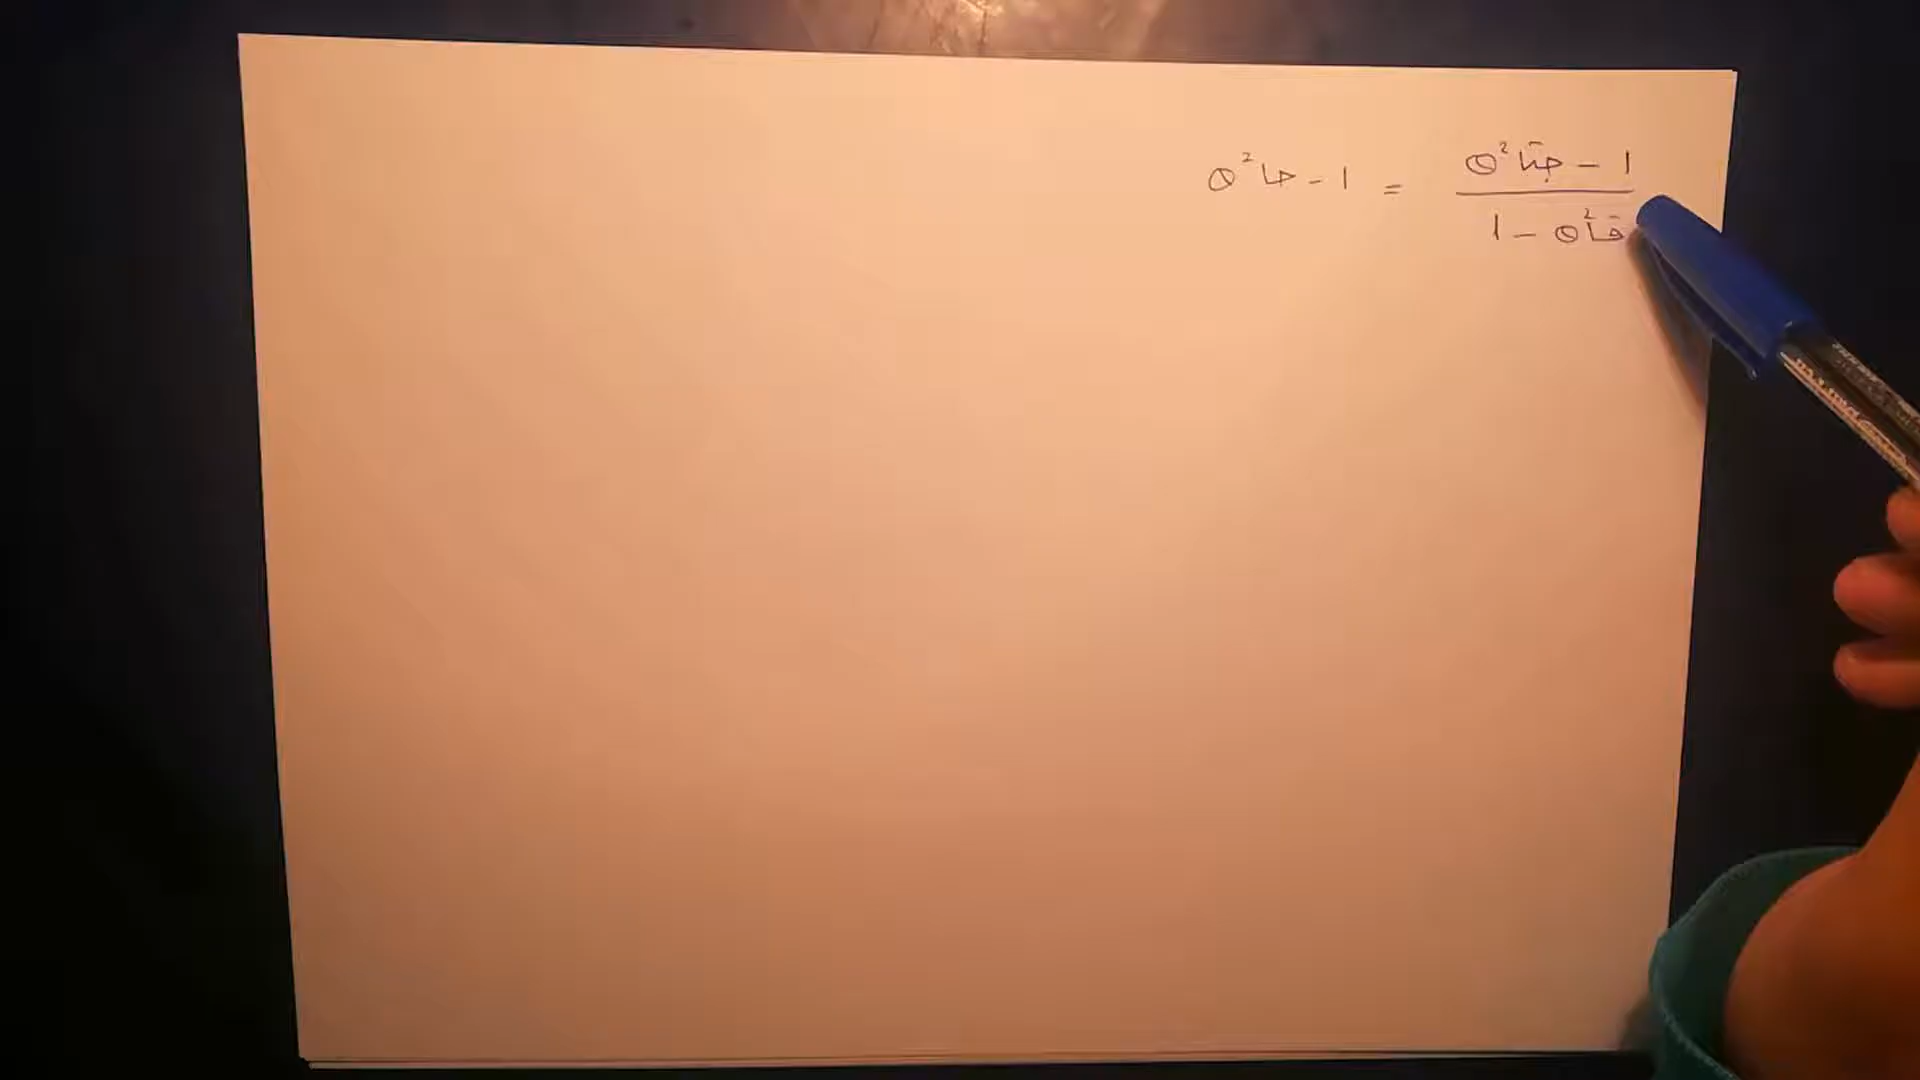 (١ - جتا²θ) / (قا²θ - ١) = ١ - جا²θ